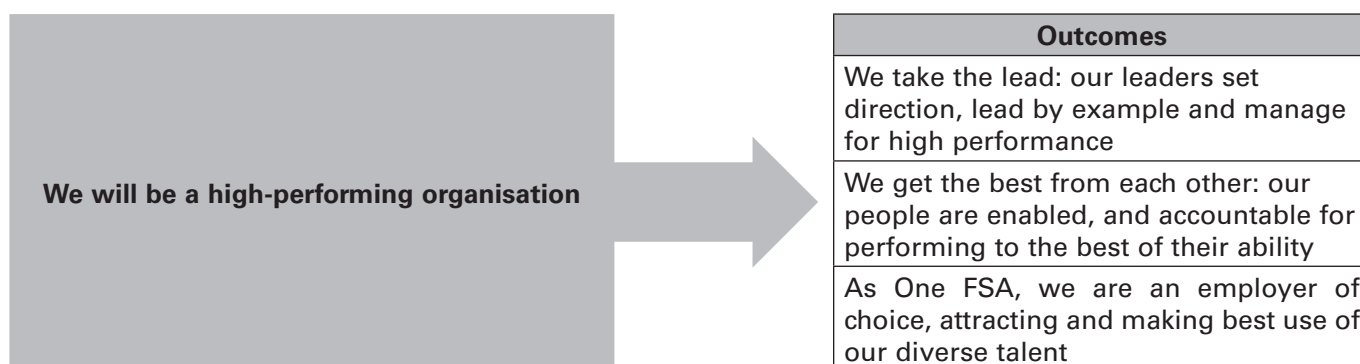 We will be a high-performing organisation
Outcomes
We take the lead: our leaders set
direction, lead by example and manage
for high performance
We get the best from each other: our
people are enabled, and accountable for
performing to the best of their ability
As One FSA, we are an employer of
choice, attracting and making best use of
our diverse talent